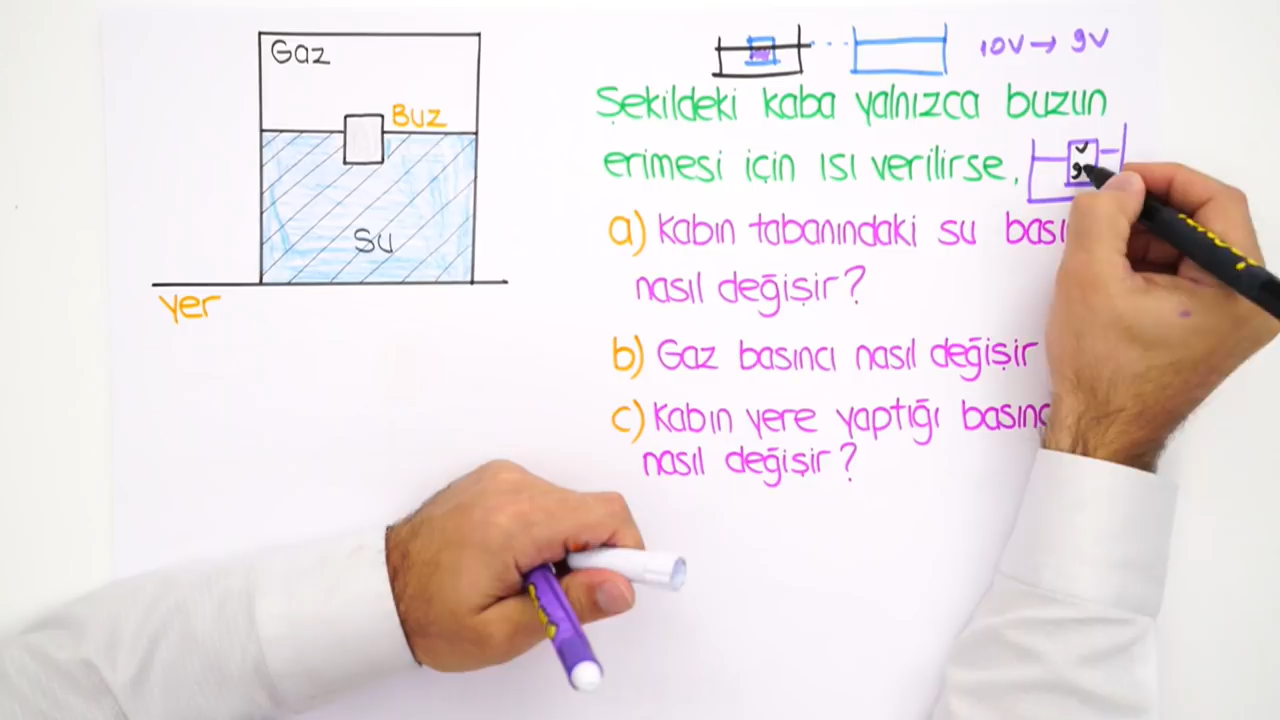 Gaz
Buz
Su
yer
10V → 9V
Şekildeki kaba yalnızca buzun
erimesi için ısı verilirse,
V
a) Kabın tabanındaki su
nasıl değişir?
b) Gaz basıncı nasıl değişir
c) Kabın yere yaptığı
nasıl değişir?